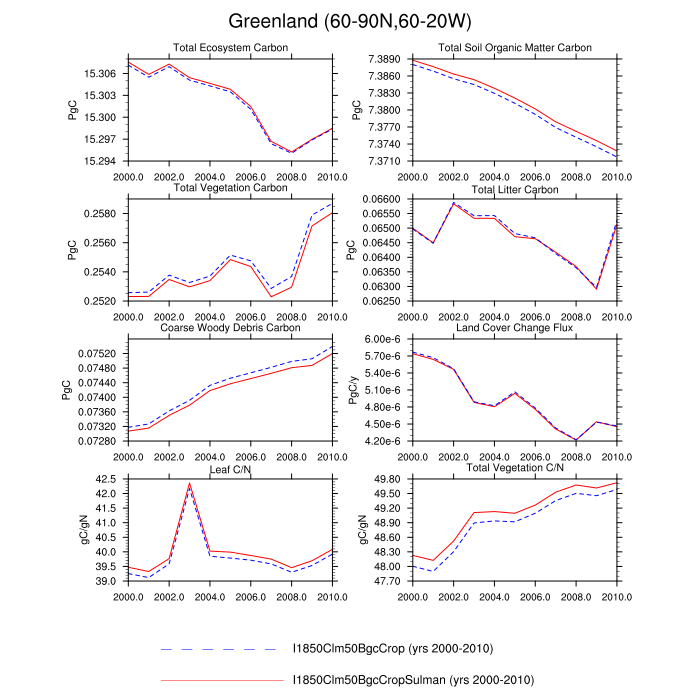 Greenland (60-90N,60-20W)
Total Ecosystem Carbon
PgC
15.306
15.303
15.300
15.297
15.294
2000.0 2002.0 2004.0 2006.0 2008.0 2010.0
Total Soil Organic Matter Carbon
PgC
7.3890
7.3860
7.3830
7.3800
7.3770
7.3740
7.3710
2000.0 2002.0 2004.0 2006.0 2008.0 2010.0
Total Vegetation Carbon
PgC
0.2580
0.2560
0.2540
0.2520
2000.0 2002.0 2004.0 2006.0 2008.0 2010.0
Total Litter Carbon
PgC
0.06600
0.06550
0.06500
0.06450
0.06400
0.06350
0.06300
0.06250
2000.0 2002.0 2004.0 2006.0 2008.0 2010.0
Coarse Woody Debris Carbon
PgC
0.07520
0.07480
0.07440
0.07400
0.07360
0.07320
0.07280
2000.0 2002.0 2004.0 2006.0 2008.0 2010.0
Land Cover Change Flux
PgC/y
6.00e-6
5.70e-6
5.40e-6
5.10e-6
4.80e-6
4.50e-6
4.20e-6
2000.0 2002.0 2004.0 2006.0 2008.0 2010.0
Leaf C/N
gC/gN
42.5
42.0
41.5
41.0
40.5
40.0
39.5
39.0
2000.0 2002.0 2004.0 2006.0 2008.0 2010.0
Total Vegetation C/N
gC/gN
49.80
49.50
49.20
48.90
48.60
48.30
48.00
47.70
2000.0 2002.0 2004.0 2006.0 2008.0 2010.0
I1850Clm50BgcCrop (yrs 2000-2010)
I1850Clm50BgcCropSulman (yrs 2000-2010)